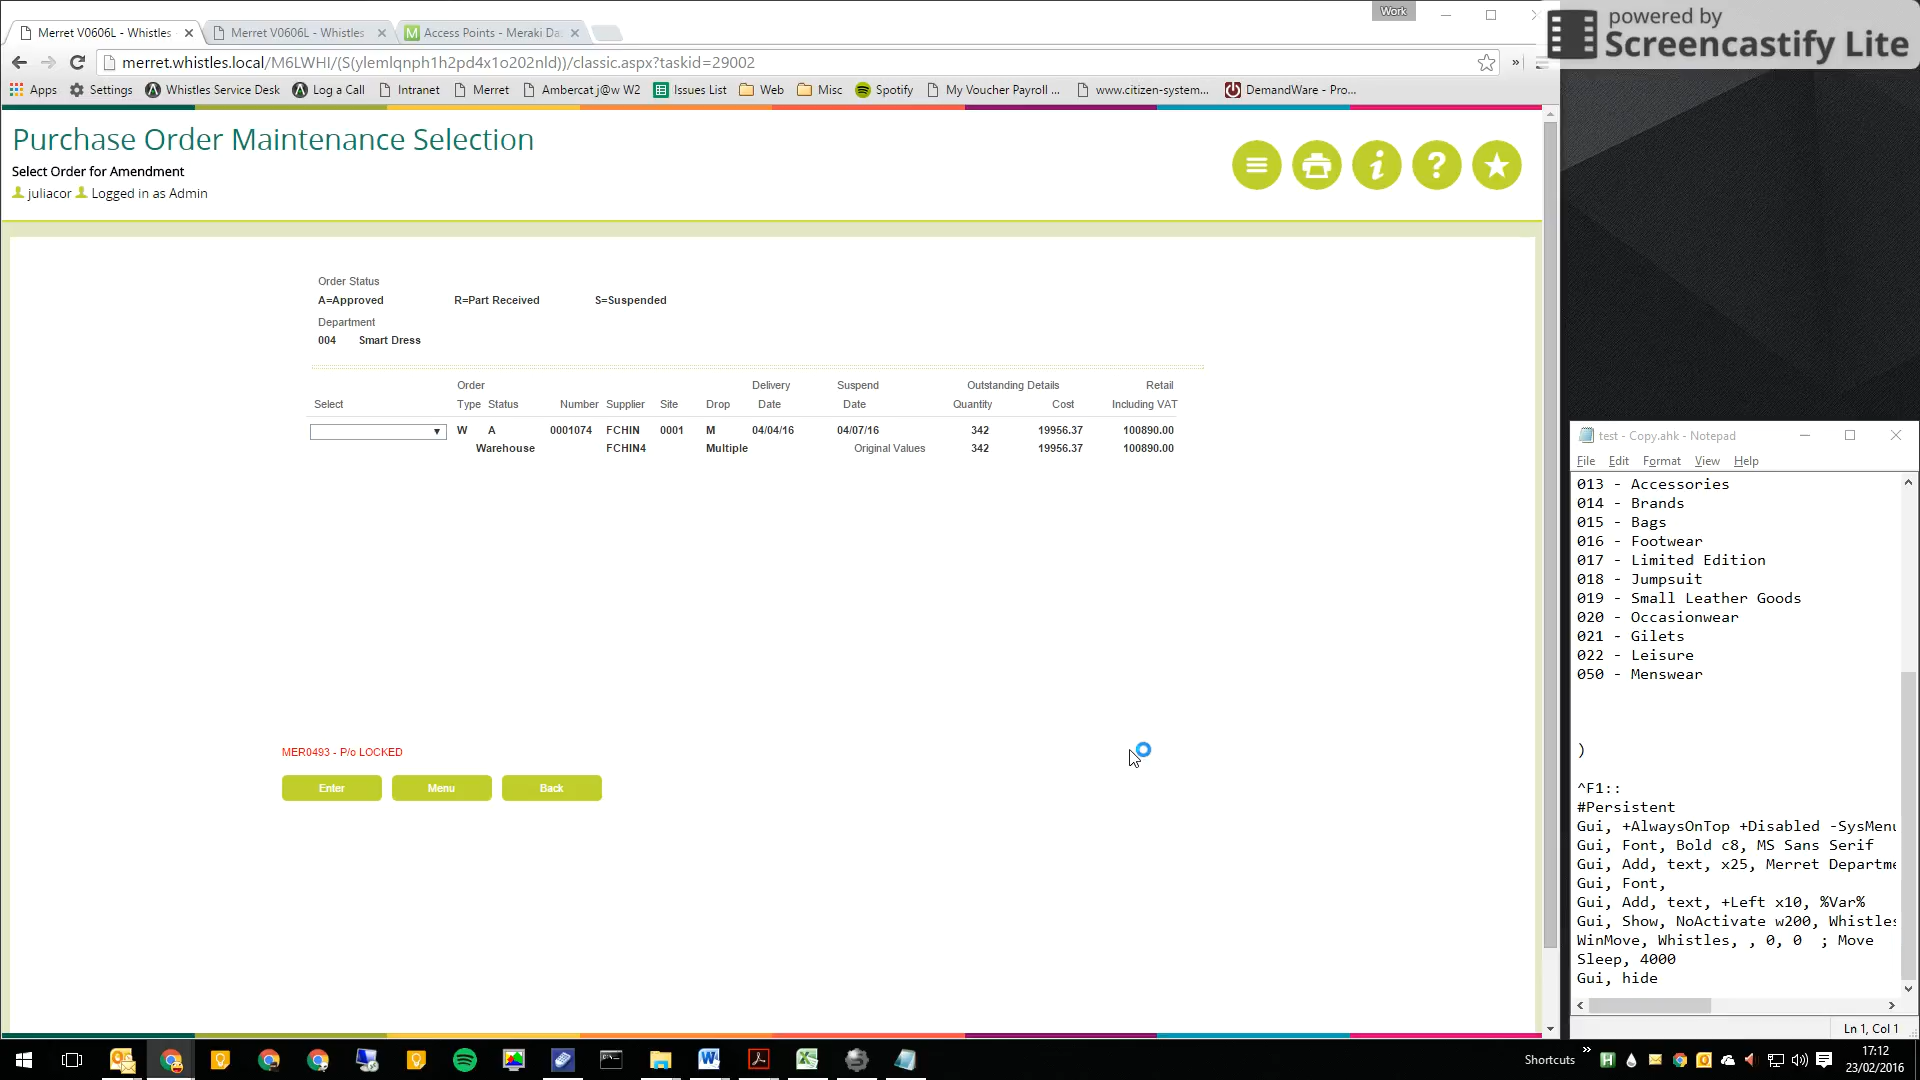 Work
powered by
Screencastify Lite
Merret V0606L - Whistles
Merret V0606L - Whistles
M Access Points - Meraki Da
merret.whistles.local/M6LWHI/(S(ylemlqnph1h2pd4x1o202nld))/classic.aspx?taskid=29002
»
Apps Settings Whistles Service Desk Log a Call Intranet Merret Ambercat j@w W2 Issues List Web Misc Spotify My Voucher Payroll ... www.citizen-system... DemandWare - Pro...
Purchase Order Maintenance Selection
Select Order for Amendment
juliacor Logged in as Admin
Order Status
A=Approved R=Part Received S=Suspended
Department
004 Smart Dress
Order Delivery Suspend Outstanding Details Retail
Select Type Status Number Supplier Site Drop Date Date Quantity Cost Including VAT
W A 0001074 FCHIN 0001 M 04/04/16 04/07/16 342 19956.37 100890.00
Warehouse FCHIN4 Multiple Original Values 342 19956.37 100890.00
MER0493 - P/o LOCKED
Enter Menu Back
test - Copy.ahk - Notepad
File Edit Format View Help
013 - Accessories
014 - Brands
015 - Bags
016 - Footwear
017 - Limited Edition
018 - Jumpsuit
019 - Small Leather Goods
020 - Occasionwear
021 - Gilets
022 - Leisure
050 - Menswear
)
^F1::
#Persistent
Gui, +AlwaysOnTop +Disabled -SysMenu
Gui, Font, Bold c8, MS Sans Serif
Gui, Add, text, x25, Merret Departme
Gui, Font,
Gui, Add, text, +Left x10, %Var%
Gui, Show, NoActivate w200, Whistles
WinMove, Whistles, , 0, 0 ; Move
Sleep, 4000
Gui, hide
Ln 1, Col 1
Shortcuts »
17:12
23/02/2016